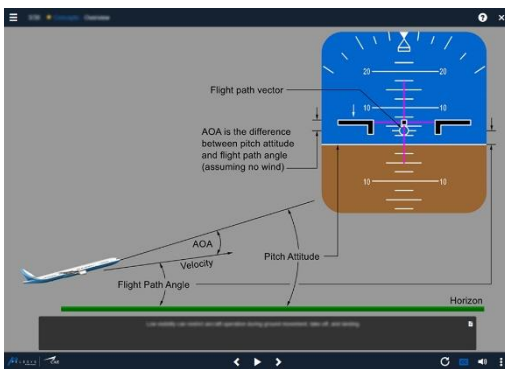 Flight path vector
AOA is the difference
between pitch attitude
and flight path angle
(assuming no wind)
20 20
10 10
10 10
AOA
Velocity
Pitch Attitude
Flight Path Angle
Horizon
CAE